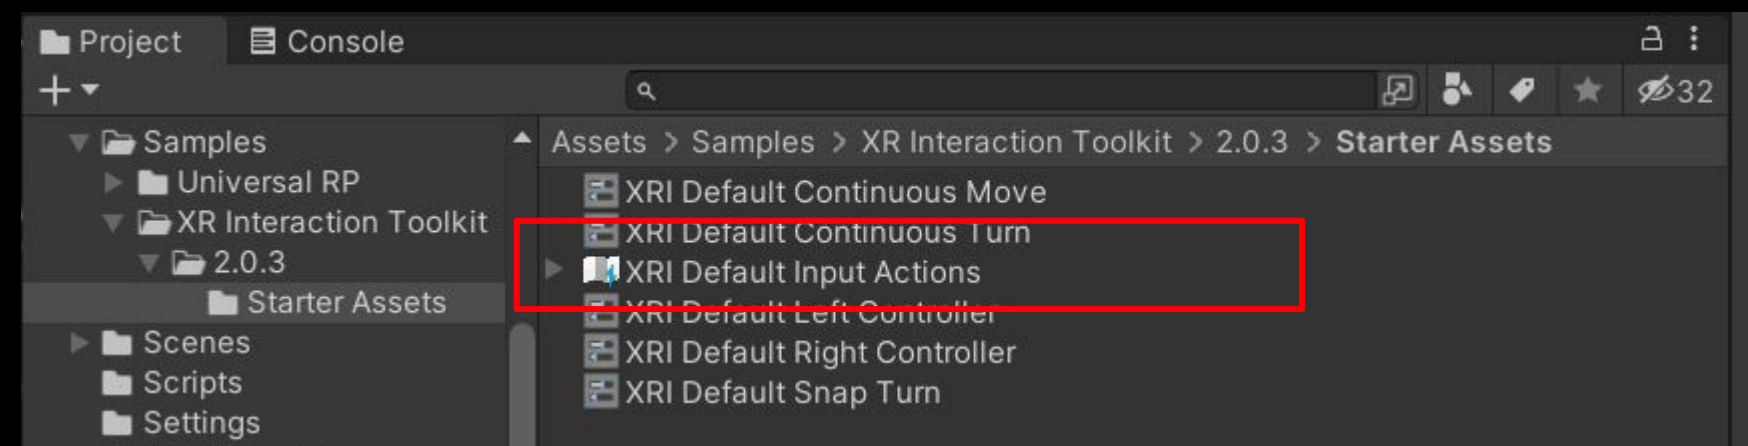 Project Console
32
Samples
Universal RP
XR Interaction Toolkit
2.0.3
Starter Assets
Scenes
Scripts
Settings
Assets > Samples > XR Interaction Toolkit > 2.0.3 > Starter Assets
XRI Default Continuous Move
XRI Default Continuous Turn
XRI Default Input Actions
XRI Default Left Controller
XRI Default Right Controller
XRI Default Snap Turn